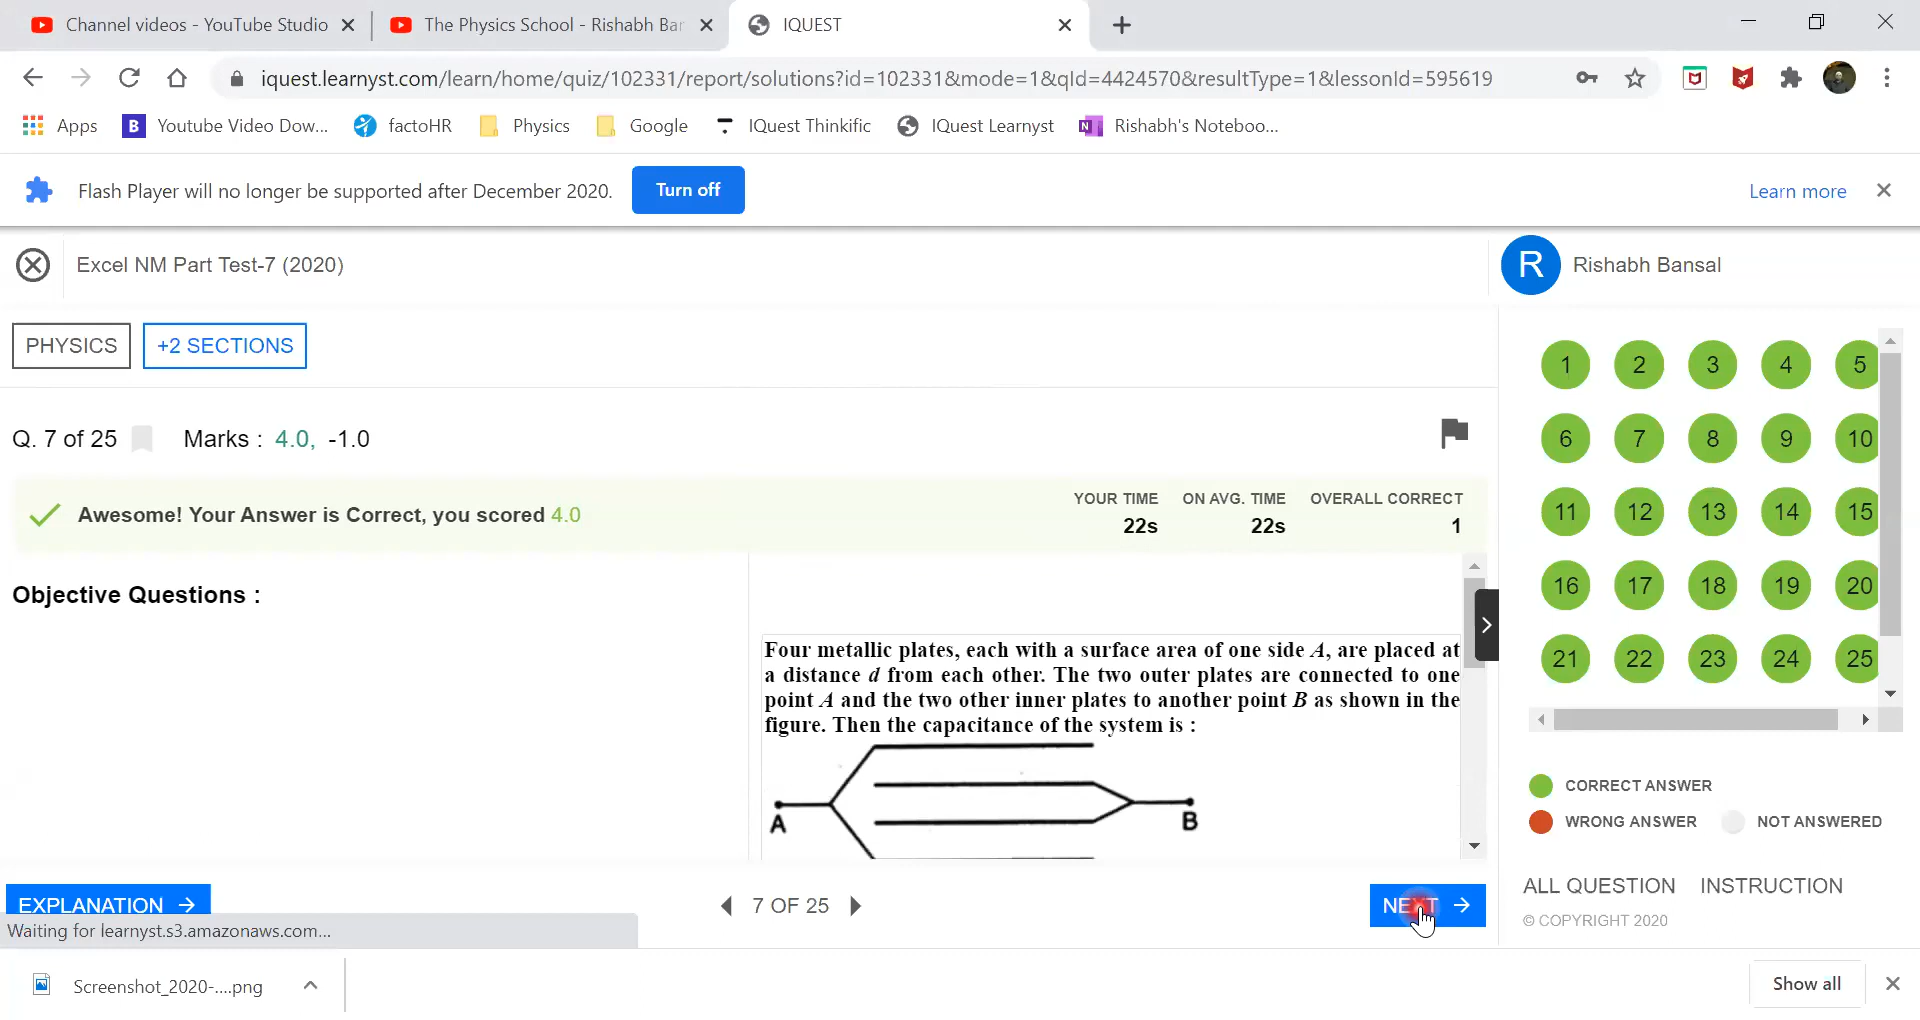 Channel videos - YouTube Studio
The Physics School - Rishabh Bar
IQUEST
iquest.learnyst.com/learn/home/quiz/102331/report/solutions?id=102331&mode=1&qId=4424570&resultType=1&lessonId=595619
Apps
Youtube Video Dow...
factoHR
Physics
Google
IQuest Thinkific
IQuest Learnyst
Rishabh's Noteboo...
Flash Player will no longer be supported after December 2020.
Turn off
Learn more
Excel NM Part Test-7 (2020)
R
Rishabh Bansal
PHYSICS
+2 SECTIONS
Q. 7 of 25
Marks : 4.0, -1.0
Awesome! Your Answer is Correct, you scored 4.0
YOUR TIME
22s
ON AVG. TIME
22s
OVERALL CORRECT
1
Objective Questions :
Four metallic plates, each with a surface area of one side A, are placed at
a distance d from each other. The two outer plates are connected to one
point A and the two other inner plates to another point B as shown in the
figure. Then the capacitance of the system is :
A
B
1 2 3 4 5
6 7 8 9 10
11 12 13 14 15
16 17 18 19 20
21 22 23 24 25
CORRECT ANSWER
WRONG ANSWER
NOT ANSWERED
EXPLANATION
7 OF 25
NEXT
ALL QUESTION
INSTRUCTION
© COPYRIGHT 2020
Waiting for learnyst.s3.amazonaws.com...
Screenshot_2020-....png
Show all